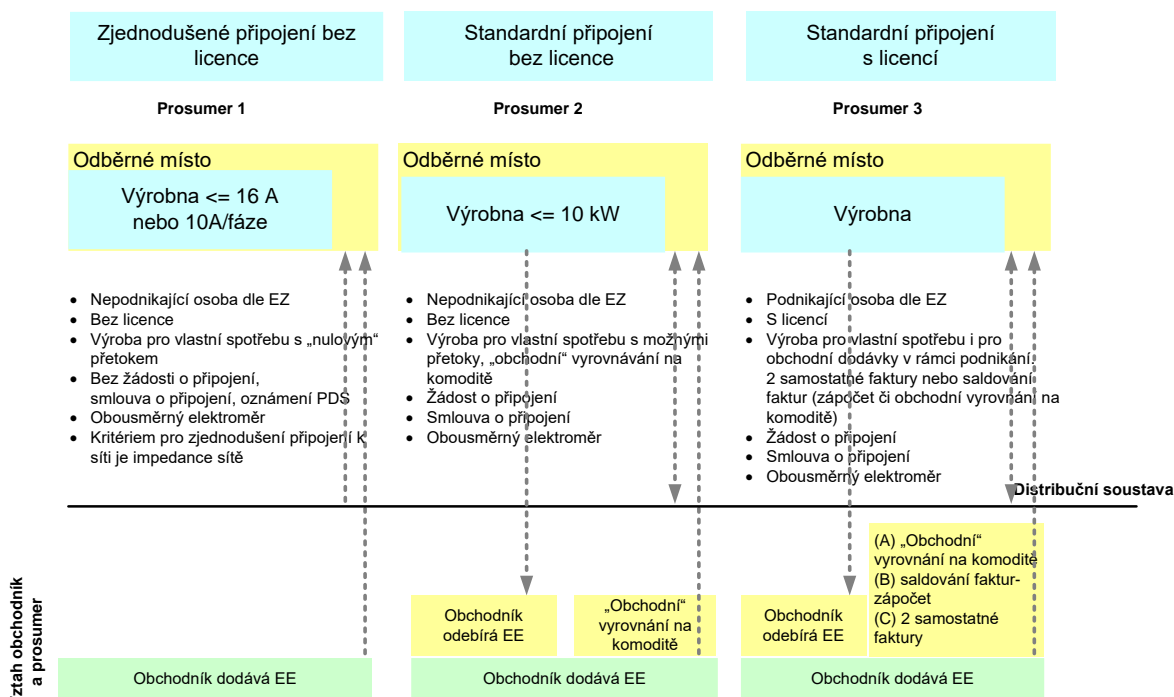 Zjednodušené připojení bez
licence
Standardní připojení
bez licence
Standardní připojení
s licencí
Prosumer 1
Prosumer 2
Prosumer 3
Odběrné místo
Výrobna <= 16 A
nebo 10A/fáze
Odběrné místo
Výrobna <= 10 kW
Odběrné místo
Výrobna
• Nepodnikající osoba dle EZ
• Bez licence
• Výroba pro vlastní spotřebu s „nulovým“
přetokem
• Bez žádosti o připojení,
smlouva o připojení, oznámení PDS
• Obousměrný elektroměr
• Kritériem pro zjednodušení připojení k
síti je impedance sítě
• Nepodnikající osoba dle EZ
• Bez licence
• Výroba pro vlastní spotřebu s možnými
přetoky, „obchodní“ vyrovnávání na
komoditě
• Žádost o připojení
• Smlouva o připojení
• Obousměrný elektroměr
• Podnikající osoba dle EZ
• S licencí
• Výroba pro vlastní spotřebu i pro
obchodní dodávky v rámci podnikání.
2 samostatné faktury nebo saldování
faktur (zápočet či obchodní vyrovnání na
komoditě)
• Žádost o připojení
• Smlouva o připojení
• Obousměrný elektroměr
Distribuční soustava
ztah obchodník
a prosumer
Obchodník
odebírá EE
„Obchodní“
vyrovnání na
komoditě
Obchodník
odebírá EE
(A) „Obchodní“
vyrovnání na komoditě
(B) saldování faktur-
zápočet
(C) 2 samostatné
faktury
Obchodník dodává EE
Obchodník dodává EE
Obchodník dodává EE